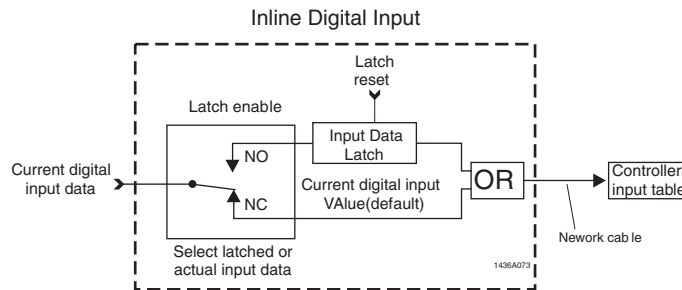 Inline Digital Input
Latch
reset
Latch enable
Input Data
Latch
NO
Current digital
input data
NC
Current digital input
VAlue(default)
OR
Controller
input table
Nework cab le
Select latched or
actual input data
1436A073